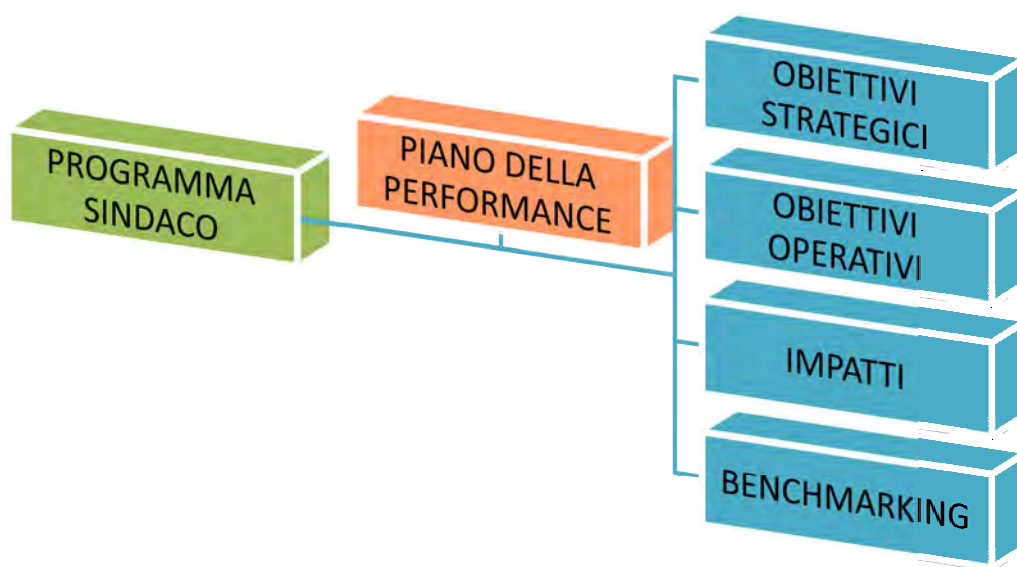 PROGRAMMA
SINDACO
PIANO DELLA
PERFORMANCE
OBIETTIVI
STRATEGICI
OBIETTIVI
OPERATIVI
IMPATTI
BENCHMARKING